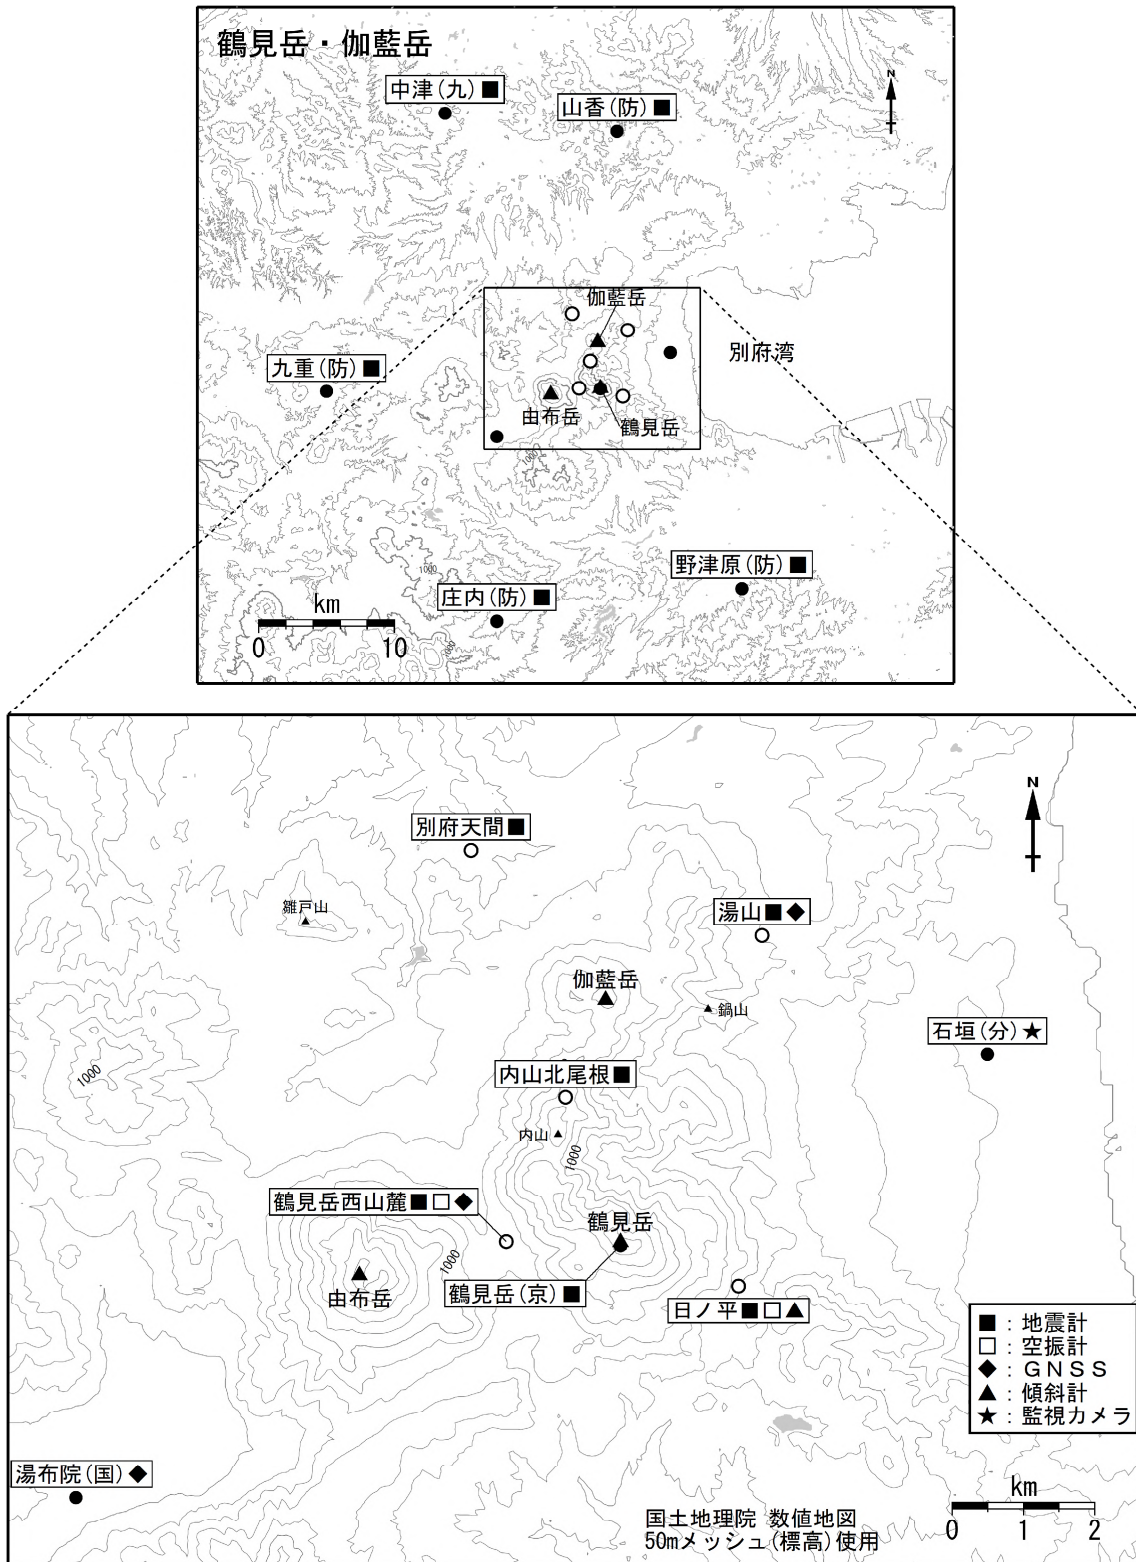 鶴見岳・伽藍岳
N
中津(九)■
山香(防)■
伽藍岳
別府湾
九重(防)■
由布岳
鶴見岳
1000
野津原(防)■
1000
庄内(防)■
km
0 10
1000
N
別府天間■
雛戸山
湯山■◆
伽藍岳
鍋山
石垣(分)★
1000
内山北尾根■
内山
1000
鶴見岳西山麓■□◆
鶴見岳
1000
鶴見岳(京)■
由布岳
日ノ平■□▲
■:地震計
□:空振計
◆:GNSS
▲:傾斜計
★:監視カメラ
湯布院(国)◆
km
0 1 2
国土地理院 数値地図
50mメッシュ(標高)使用